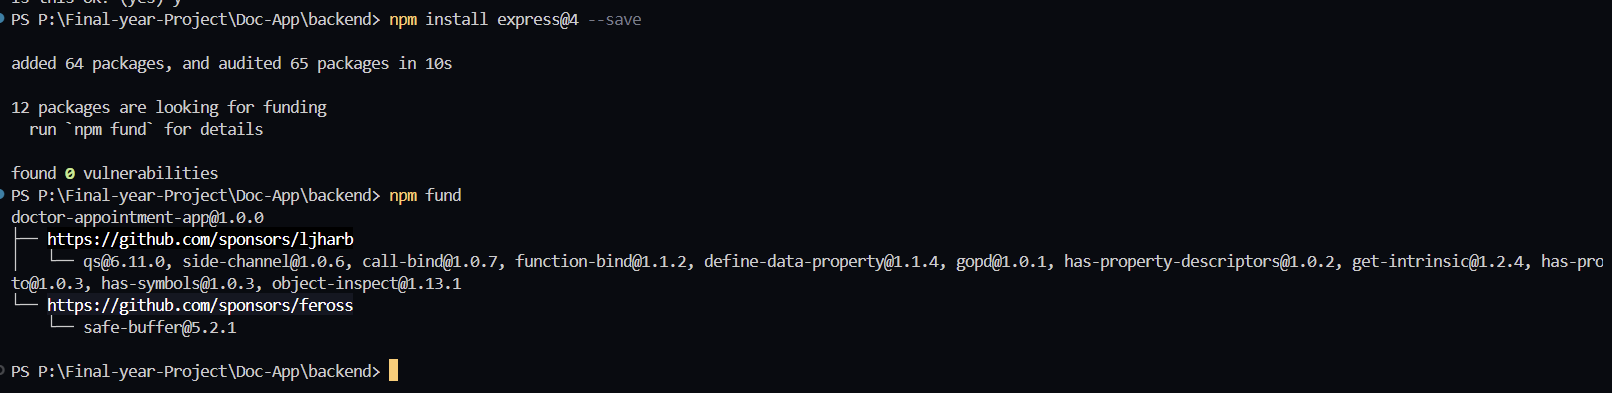 is this ok? (yes) y
PS P:\Final-year-Project\Doc-App\backend> npm install express@4 --save
added 64 packages, and audited 65 packages in 10s
12 packages are looking for funding
  run `npm fund` for details
found 0 vulnerabilities
PS P:\Final-year-Project\Doc-App\backend> npm fund
doctor-appointment-app@1.0.0
├── https://github.com/sponsors/ljharb
│   └── qs@6.11.0, side-channel@1.0.6, call-bind@1.0.7, function-bind@1.1.2, define-data-property@1.1.4, gopd@1.0.1, has-property-descriptors@1.0.2, get-intrinsic@1.2.4, has-pro
to@1.0.3, has-symbols@1.0.3, object-inspect@1.13.1
└── https://github.com/sponsors/feross
    └── safe-buffer@5.2.1
PS P:\Final-year-Project\Doc-App\backend>